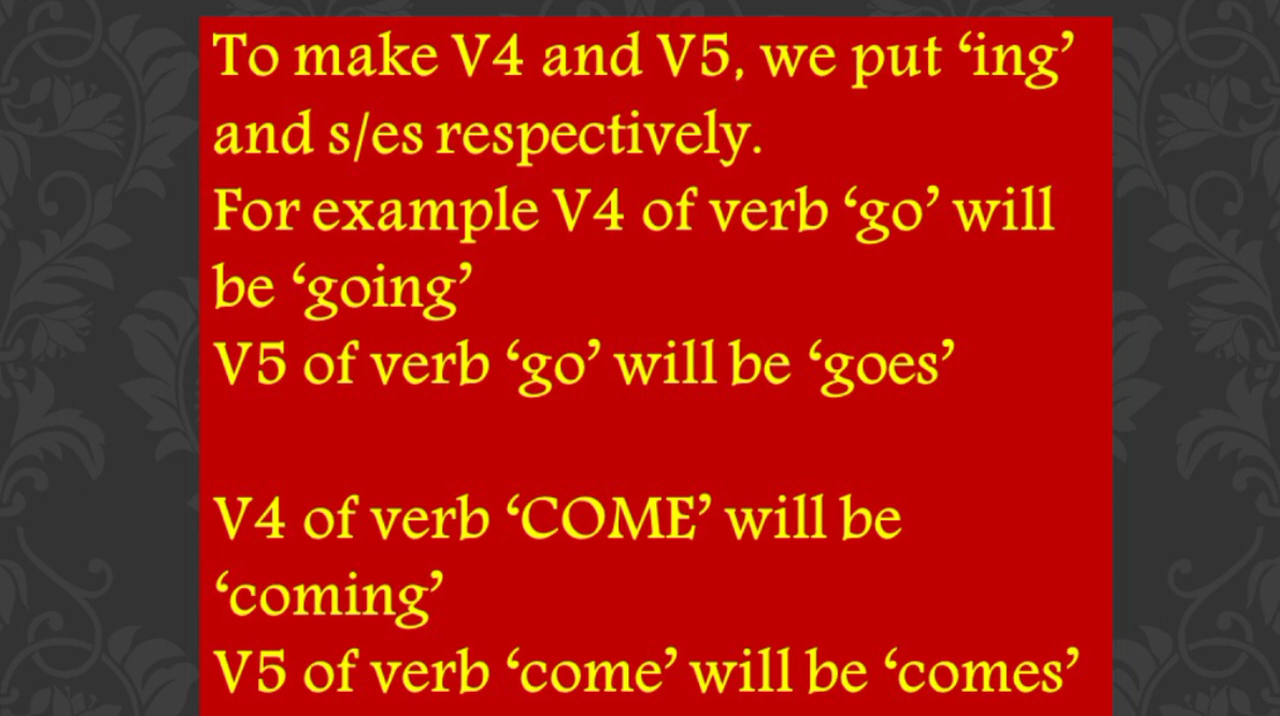 To make V4 and V5, we put ‘ing’
and s/es respectively.
For example V4 of verb ‘go’ will
be ‘going’
V5 of verb ‘go’ will be ‘goes’
V4 of verb ‘COME’ will be
‘coming’
V5 of verb ‘come’ will be ‘comes’